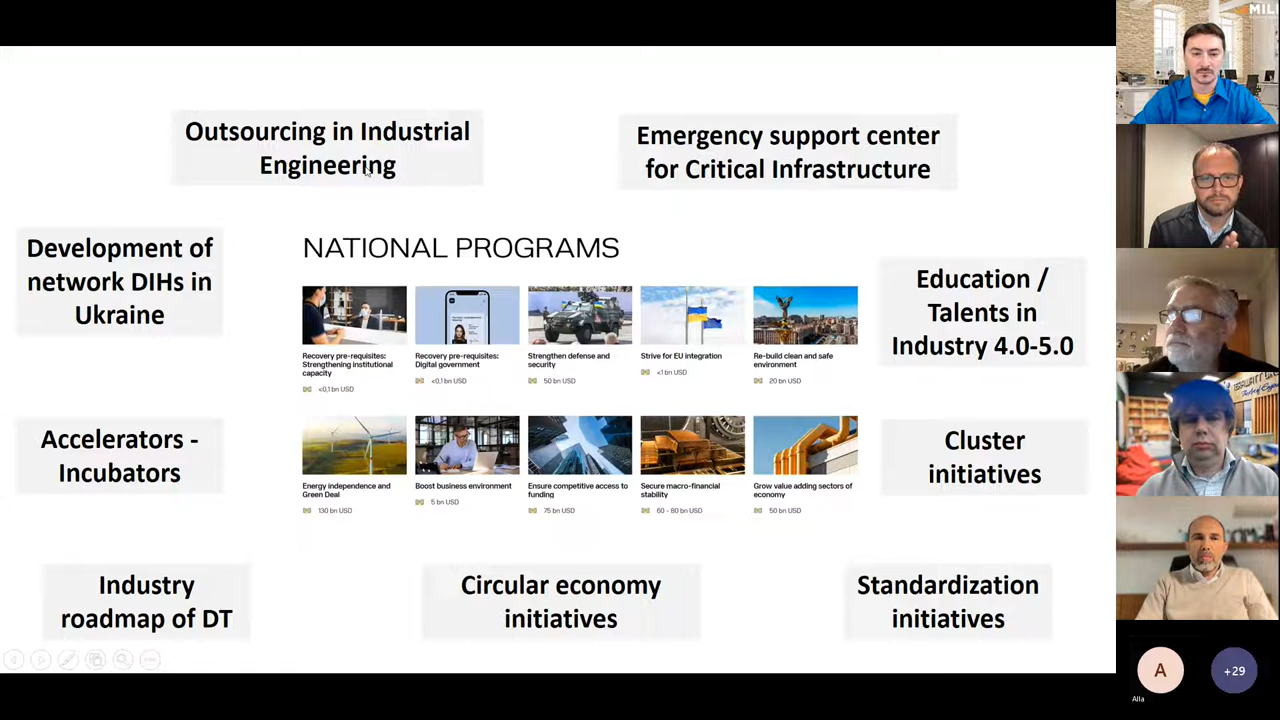 Outsourcing in Industrial
Engineering
Emergency support center
for Critical Infrastructure
Development of
network DIHs in
Ukraine
NATIONAL PROGRAMS
Education /
Talents in
Industry 4.0-5.0
Recovery pre-requisites:
Strengthening institutional
capacity
<0,1 bn USD
Recovery pre-requisites:
Digital government
<0,1 bn USD
Strengthen defense and
security
50 bn USD
Strive for EU integration
<1 bn USD
Re-build clean and safe
environment
20 bn USD
Accelerators -
Incubators
Cluster
initiatives
Energy independence and
Green Deal
130 bn USD
Boost business environment
5 bn USD
Ensure competitive access to
funding
75 bn USD
Secure macro-financial
stability
60 - 80 bn USD
Grow value adding sectors of
economy
50 bn USD
Industry
roadmap of DT
Circular economy
initiatives
Standardization
initiatives
MIL
A
Alla
+29